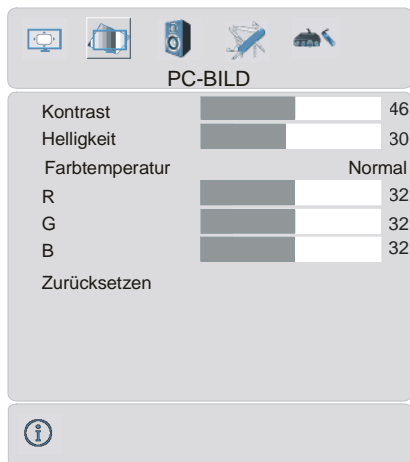 PC-BILD
Kontrast 46
Helligkeit 30
Farbtemperatur Normal
R 32
G 32
B 32
Zurücksetzen